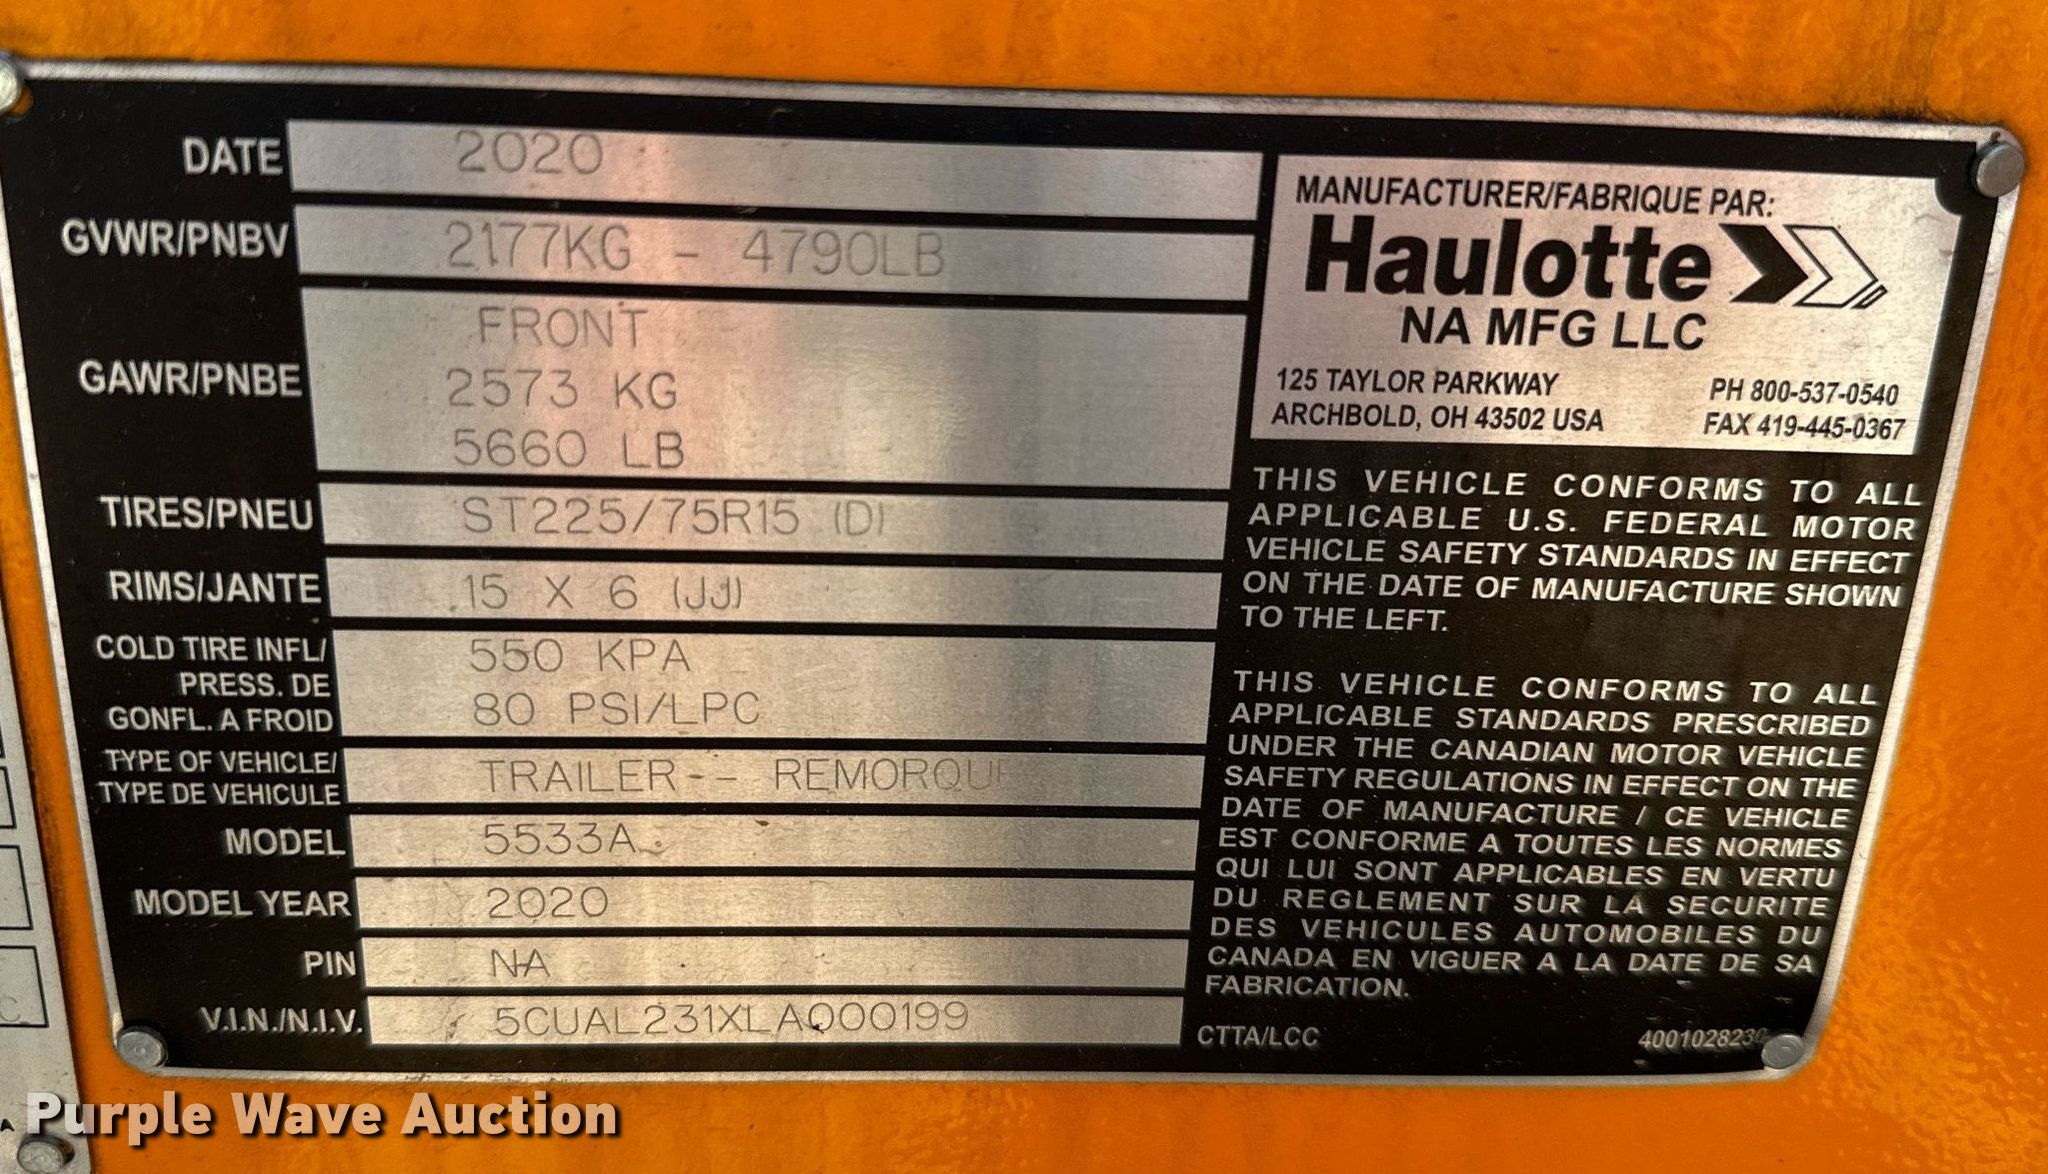 DATE 2020
GVWR/PNBV 2177KG - 4790LB
GAWR/PNBE FRONT
2573 KG
5660 LB
TIRES/PNEU ST225/75R15 (D)
RIMS/JANTE 15 X 6 (JJ)
COLD TIRE INFL/
PRESS. DE
GONFL. A FROID
550 KPA
80 PSI/LPC
TYPE OF VEHICLE/
TYPE DE VEHICULE
TRAILER-- REMORQUE
MODEL 5533A
MODEL YEAR 2020
PIN NA
V.I.N./N.I.V. 5CUAL231XLA000199
MANUFACTURER/FABRIQUE PAR:
Haulotte
NA MFG LLC
125 TAYLOR PARKWAY PH 800-537-0540
ARCHBOLD, OH 43502 USA FAX 419-445-0367
THIS VEHICLE CONFORMS TO ALL
APPLICABLE U.S. FEDERAL MOTOR
VEHICLE SAFETY STANDARDS IN EFFECT
ON THE DATE OF MANUFACTURE SHOWN
TO THE LEFT.
THIS VEHICLE CONFORMS TO ALL
APPLICABLE STANDARDS PRESCRIBED
UNDER THE CANADIAN MOTOR VEHICLE
SAFETY REGULATIONS IN EFFECT ON THE
DATE OF MANUFACTURE / CE VEHICLE
EST CONFORME A TOUTES LES NORMES
QUI LUI SONT APPLICABLES EN VERTU
DU REGLEMENT SUR LA SECURITE
DES VEHICULES AUTOMOBILES DU
CANADA EN VIGUER A LA DATE DE SA
FABRICATION.
CTTA/LCC 4001028230
Purple Wave Auction